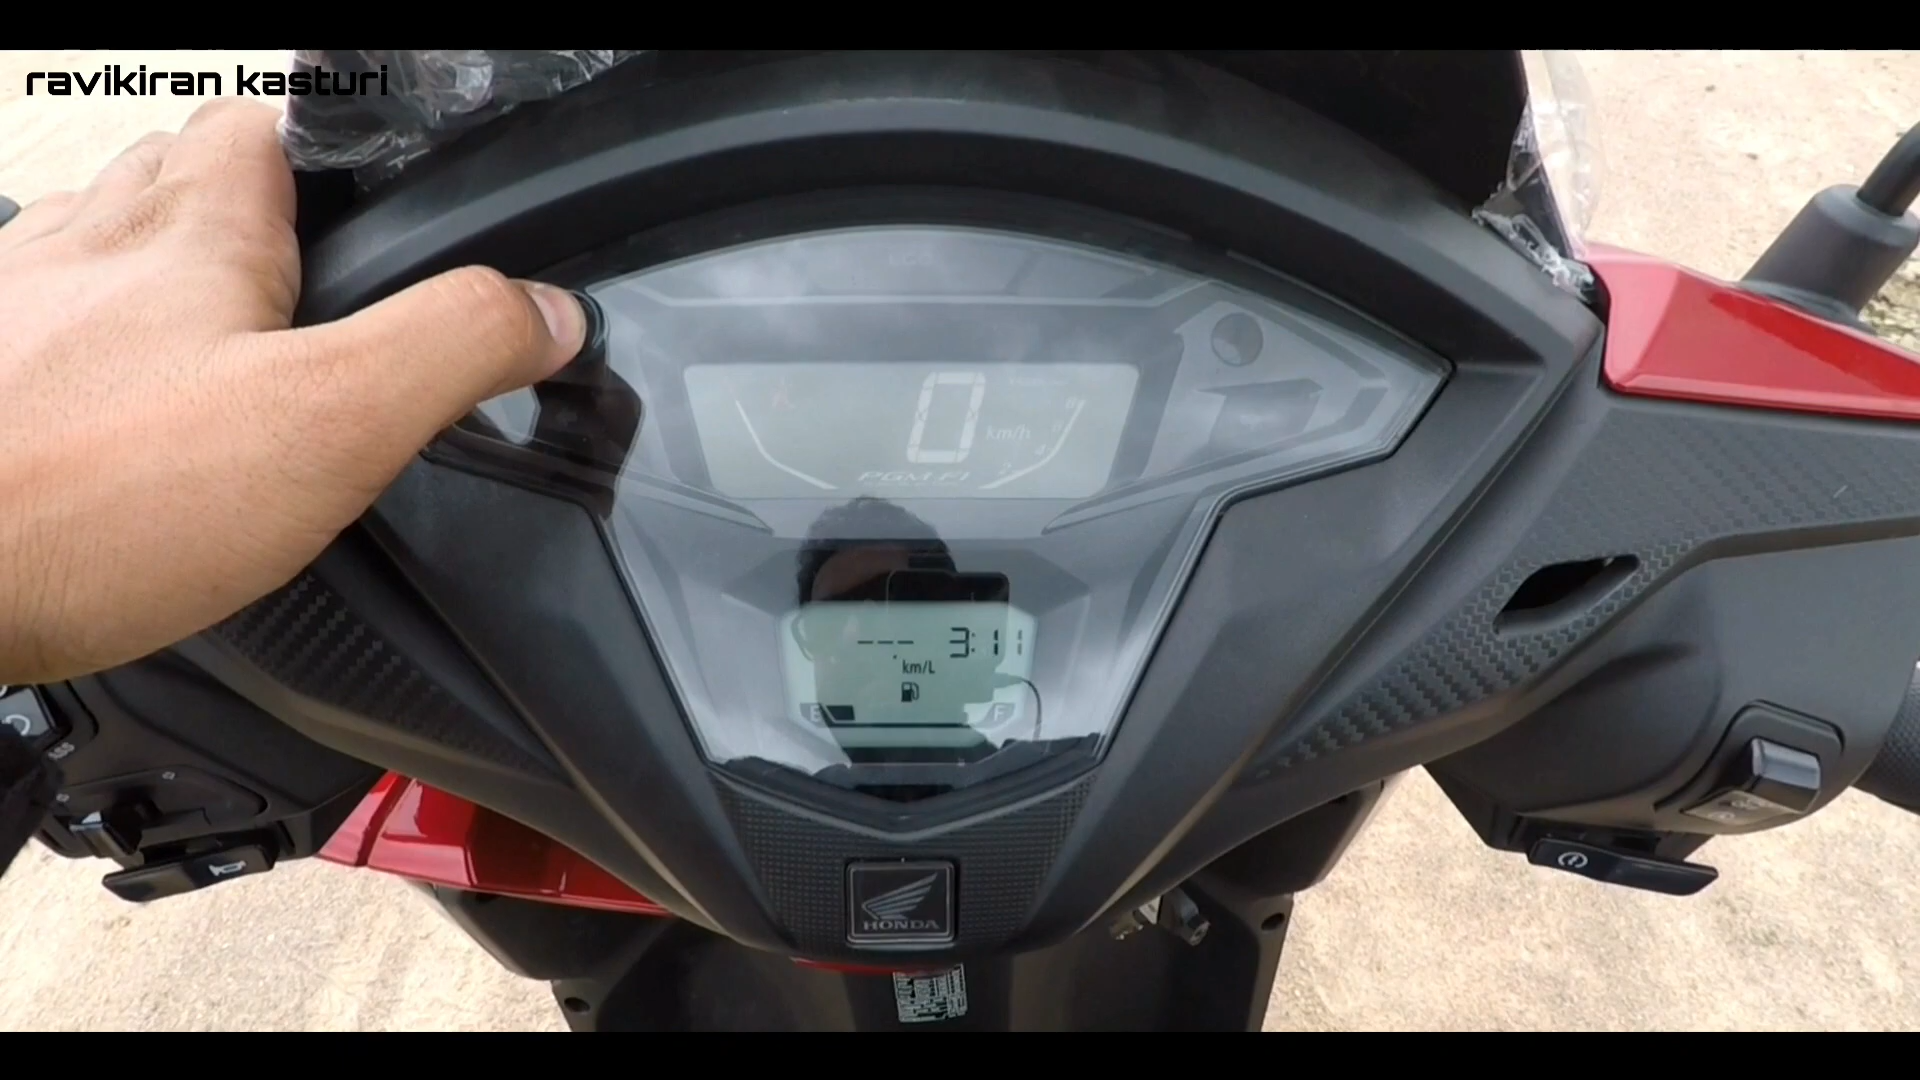 ravikiran kasturi
ECO
0
km/h
PGM-FI
--- 3:11
km/L
E F
HONDA